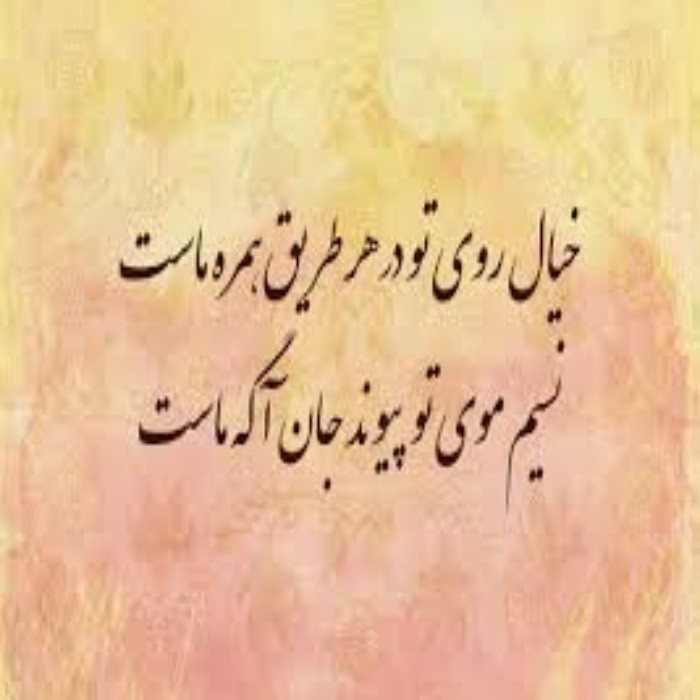 خیال روی تو در هر طریق همره ماست
نسیم موی تو پیوند جان آگه ماست